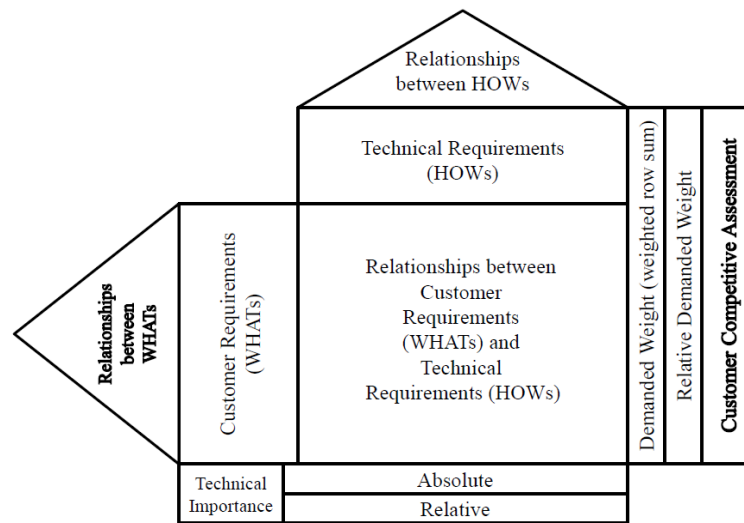 Relationships
between HOWs
Technical Requirements
(HOWs)
Relationships
between
WHATs
Customer Requirements
(WHATs)
Relationships between
Customer
Requirements
(WHATs) and
Technical
Requirements (HOWs)
Demanded Weight (weighted row sum)
Relative Demanded Weight
Customer Competitive Assessment
Technical
Importance
Absolute
Relative